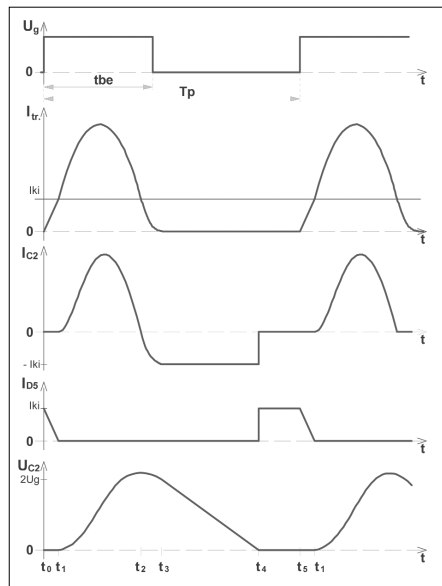 Ug
0
t
tbe
Tp
Itr.
Iki
0
t
IC2
0
t
- Iki
ID5
Iki
0
t
UC2
2Ug
0
t
t0 t1 t2 t3 t4 t5 t1